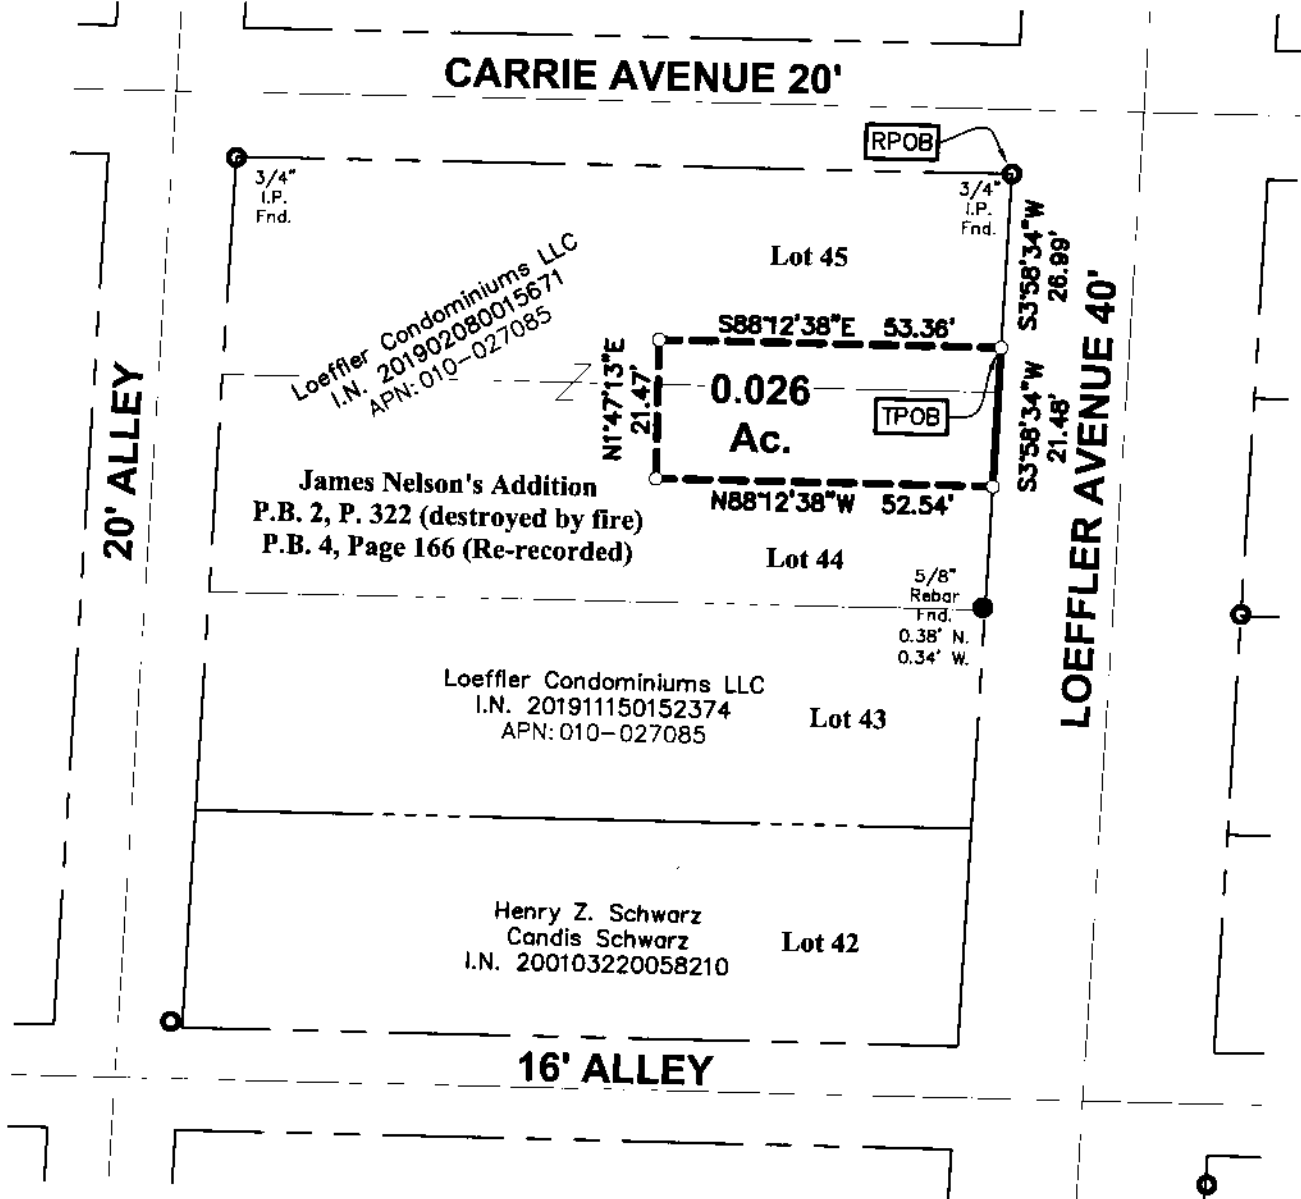 CARRIE AVENUE 20'
RPOB
3/4"
I.P.
Fnd.
3/4"
I.P.
Fnd.
S3°58'34"W
26.99'
Lot 45
Loeffler Condominiums LLC
I.N. 201902080015671
APN: 010-027085
S88°12'38"E 53.36'
N1°47'13"E
21.47'
0.026
Ac.
TPOB
S3°58'34"W
21.48'
LOEFFLER AVENUE 40'
20' ALLEY
James Nelson's Addition
P.B. 2, P. 322 (destroyed by fire)
P.B. 4, Page 166 (Re-recorded)
N88°12'38"W 52.54'
Lot 44
5/8"
Rebar
Fnd.
0.38' N.
0.34' W.
Loeffler Condominiums LLC
I.N. 201911150152374
APN: 010-027085
Lot 43
Henry Z. Schwarz
Candis Schwarz
I.N. 200103220058210
Lot 42
16' ALLEY